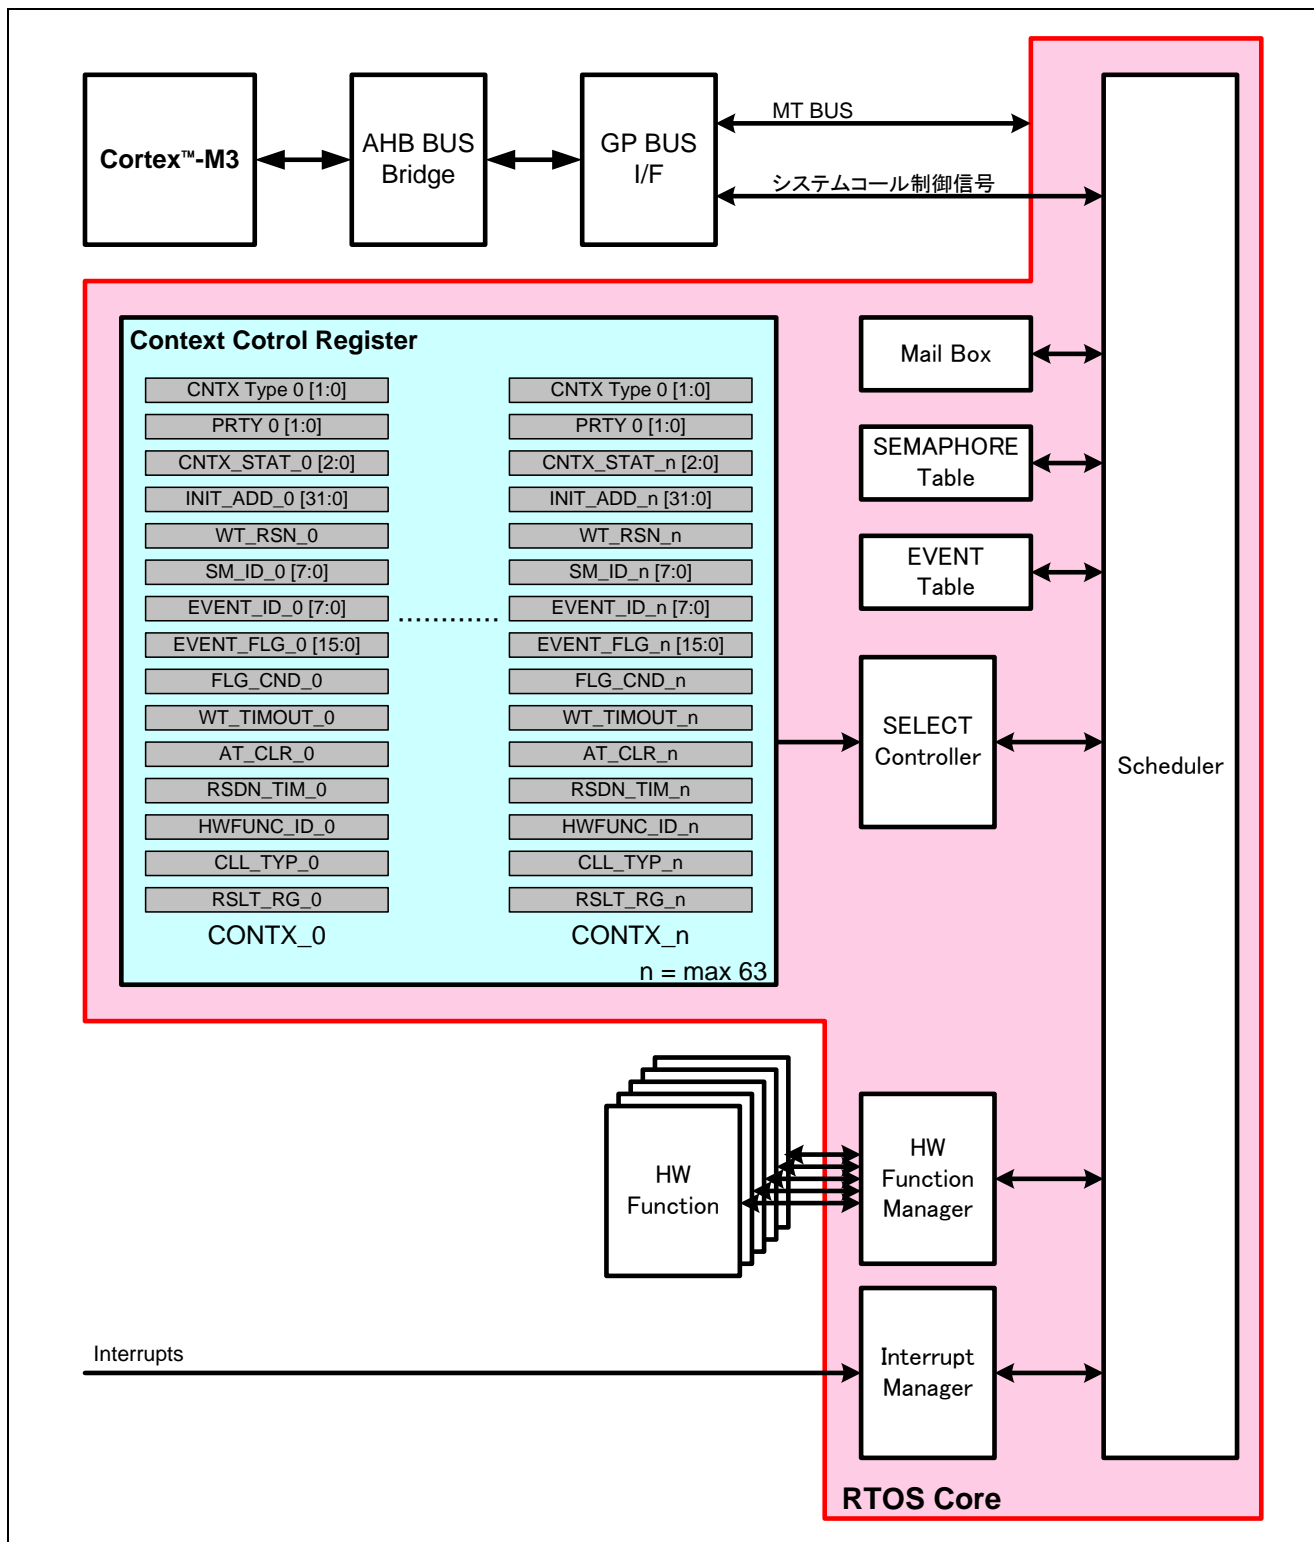 Cortex™-M3
AHB BUS
Bridge
GP BUS
I/F
MT BUS
システムコール制御信号
Context Cotrol Register
CNTX Type 0 [1:0]
PRTY 0 [1:0]
CNTX_STAT_0 [2:0]
INIT_ADD_0 [31:0]
WT_RSN_0
SM_ID_0 [7:0]
EVENT_ID_0 [7:0]
EVENT_FLG_0 [15:0]
FLG_CND_0
WT_TIMOUT_0
AT_CLR_0
RSDN_TIM_0
HWFUNC_ID_0
CLL_TYP_0
RSLT_RG_0
CONTX_0
............
CNTX Type 0 [1:0]
PRTY 0 [1:0]
CNTX_STAT_n [2:0]
INIT_ADD_n [31:0]
WT_RSN_n
SM_ID_n [7:0]
EVENT_ID_n [7:0]
EVENT_FLG_n [15:0]
FLG_CND_n
WT_TIMOUT_n
AT_CLR_n
RSDN_TIM_n
HWFUNC_ID_n
CLL_TYP_n
RSLT_RG_n
CONTX_n
n = max 63
Mail Box
SEMAPHORE
Table
EVENT
Table
SELECT
Controller
Scheduler
HW
Function
HW
Function
Manager
Interrupts
Interrupt
Manager
RTOS Core